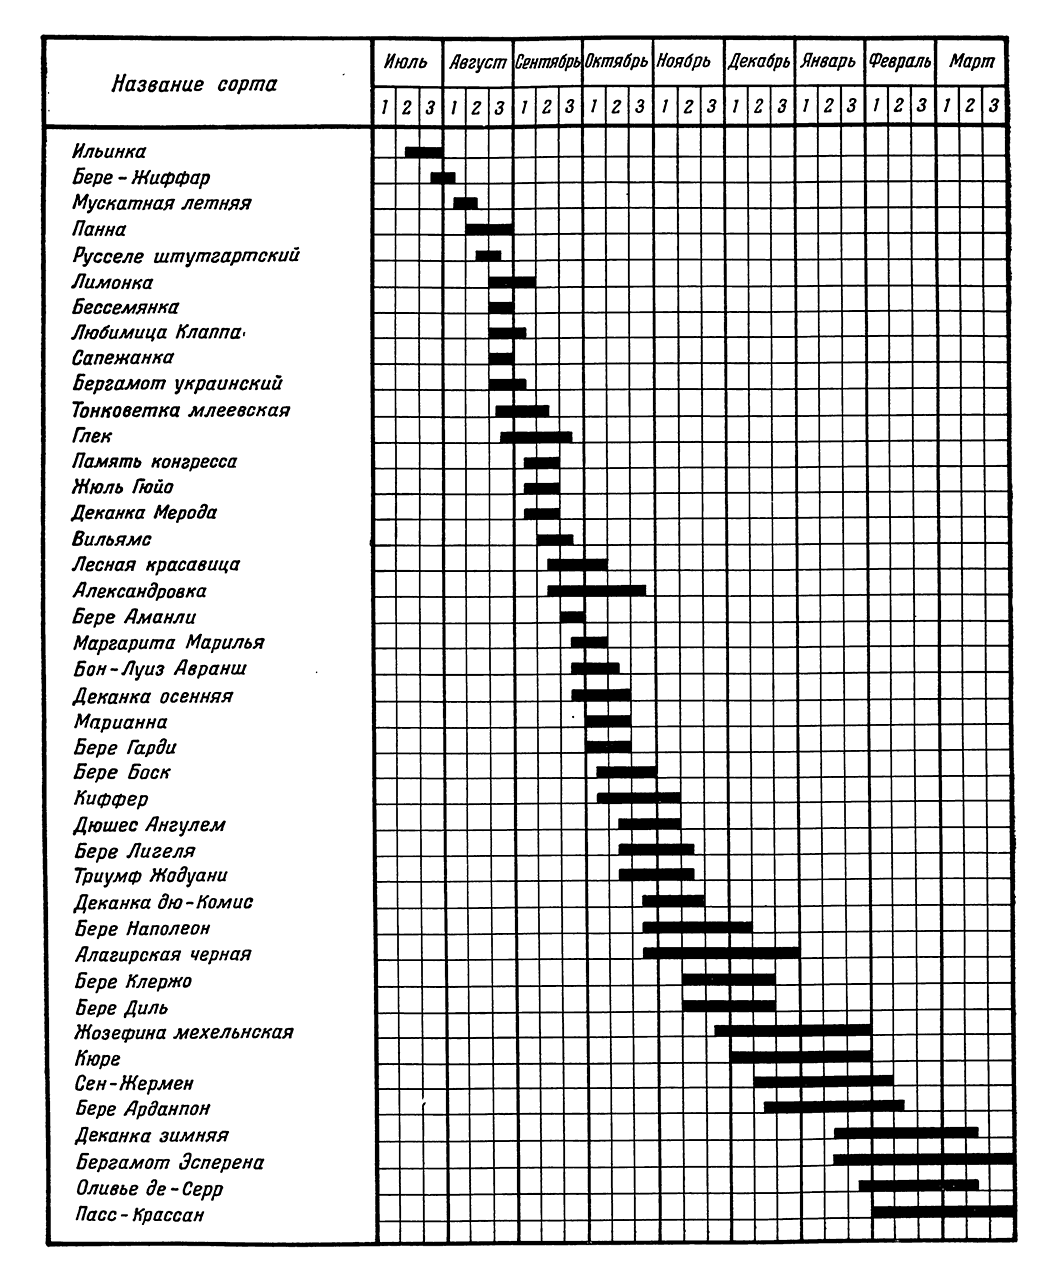 Название сорта
Июль Август Сентябрь Октябрь Ноябрь Декабрь Январь Февраль Март
1 2 3 1 2 3 1 2 3 1 2 3 1 2 3 1 2 3 1 2 3 1 2 3 1 2 3
Ильинка
Бере - Жиффар
Мускатная летняя
Панна
Русселе штутгартский
Лимонка
Бессемянка
Любимица Клаппа
Сапежанка
Бергамот украинский
Тонковетка млеевская
Глек
Память конгресса
Жюль Гюйо
Деканка Мерода
Вильямс
Лесная красавица
Александровка
Бере Аманли
Маргарита Марилья
Бон-Луиз Авранш
Деканка осенняя
Марианна
Бере Гарди
Бере Боск
Киффер
Дюшес Ангулем
Бере Лигеля
Триумф Жодуани
Деканка дю-Комис
Бере Наполеон
Алагирская черная
Бере Клержо
Бере Диль
Жозефина мехельнская
Кюре
Сен-Жермен
Бере Арданпон
Деканка зимняя
Бергамот Эсперена
Оливье де-Серр
Пасс-Крассан